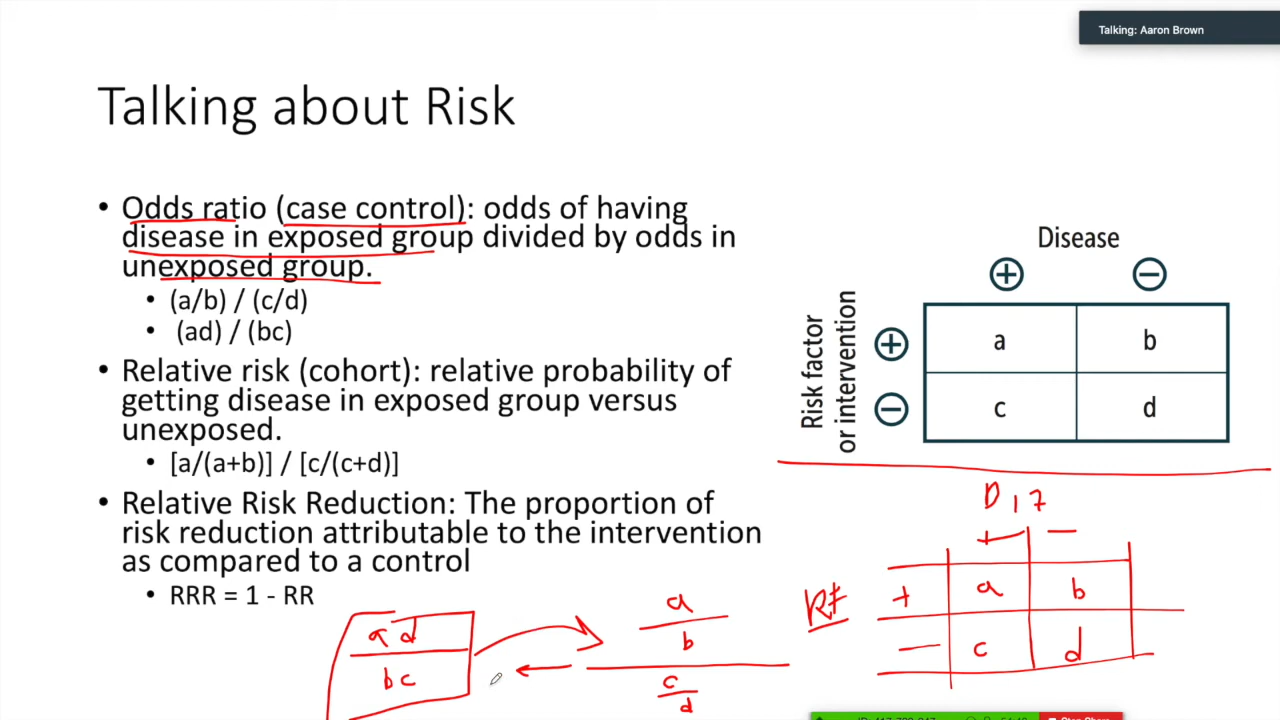 Talking: Aaron Brown
Talking about Risk
• Odds ratio (case control): odds of having
disease in exposed group divided by odds in
unexposed group.
• (a/b) / (c/d)
• (ad) / (bc)
• Relative risk (cohort): relative probability of
getting disease in exposed group versus
unexposed.
• [a/(a+b)] / [c/(c+d)]
• Relative Risk Reduction: The proportion of
risk reduction attributable to the intervention
as compared to a control
• RRR = 1 - RR
Disease
+ −
Risk factor
or intervention
+ a b
− c d
a d
b c
a
b
c
d
RF
+ −
+ a b
− c d